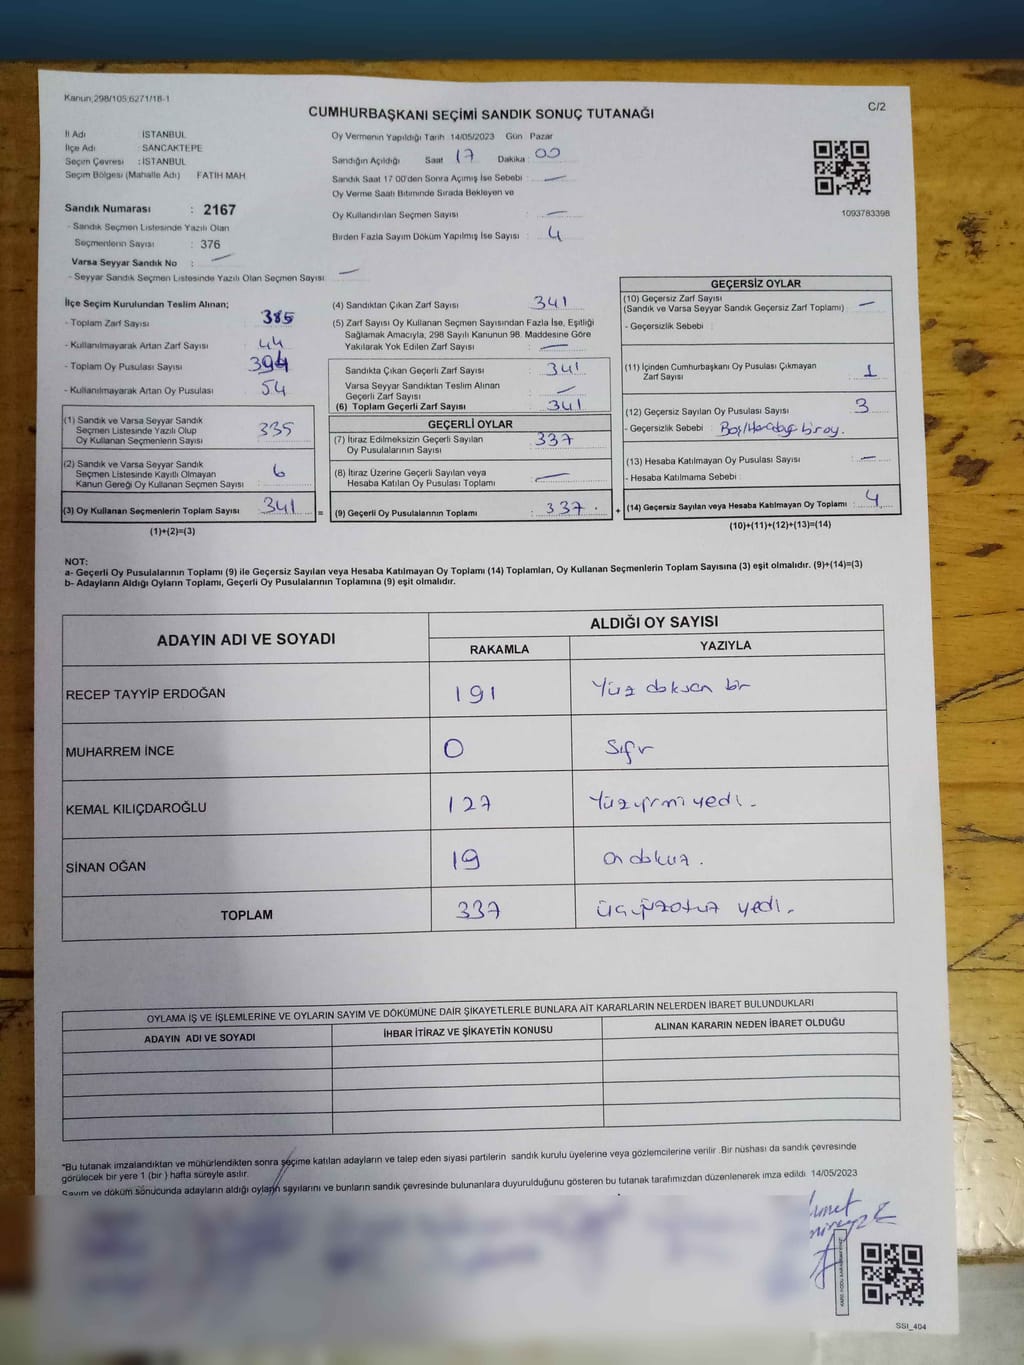 Kanun;298/105;6271/18-1
C/2
CUMHURBAŞKANI SEÇİMİ SANDIK SONUÇ TUTANAĞI
İl Adı İSTANBUL
İlçe Adı : SANCAKTEPE
Seçim Çevresi : İSTANBUL
Seçim Bölgesi (Mahalle Adı) FATİH MAH.
Sandık Numarası : 2167
- Sandık Seçmen Listesinde Yazılı Olan
Seçmenlerin Sayısı : 376
Varsa Seyyar Sandık No : —
- Seyyar Sandık Seçmen Listesinde Yazılı Olan Seçmen Sayısı: —
Oy Vermenin Yapıldığı Tarih 14/05/2023 Gün Pazar
Sandığın Açıldığı Saat 17 Dakika : 00
Sandık Saat 17 00'den Sonra Açımış İse Sebebi : —
Oy Verme Saati Bitiminde Sırada Bekleyen ve
Oy Kullandırılan Seçmen Sayısı : —
Birden Fazla Sayım Döküm Yapılmış İse Sayısı : 4
1093783398
İlçe Seçim Kurulundan Teslim Alınan;
- Toplam Zarf Sayısı : 385
- Kullanılmayarak Artan Zarf Sayısı : 44
- Toplam Oy Pusulası Sayısı : 394
- Kullanılmayarak Artan Oy Pusulası : 54
(1) Sandık ve Varsa Seyyar Sandık
Seçmen Listesinde Yazılı Olup
Oy Kullanan Seçmenlerin Sayısı : 335
(2) Sandık ve Varsa Seyyar Sandık
Seçmen Listesinde Kayıtlı Olmayan
Kanun Gereği Oy Kullanan Seçmen Sayısı : 6
(3) Oy Kullanan Seçmenlerin Toplam Sayısı : 341
(1)+(2)=(3)
(4) Sandıktan Çıkan Zarf Sayısı : 341
(5) Zarf Sayısı Oy Kullanan Seçmen Sayısından Fazla İse, Eşitliği
Sağlamak Amacıyla, 298 Sayılı Kanunun 98. Maddesine Göre
Yakılarak Yok Edilen Zarf Sayısı : —
Sandıkta Çıkan Geçerli Zarf Sayısı : 341
Varsa Seyyar Sandıktan Teslim Alınan
Geçerli Zarf Sayısı : —
(6) Toplam Geçerli Zarf Sayısı : 341
GEÇERLİ OYLAR
(7) İtiraz Edilmeksizin Geçerli Sayılan : 337
Oy Pusulalarının Sayısı
(8) İtiraz Üzerine Geçerli Sayılan veya
Hesaba Katılan Oy Pusulası Toplamı : —
= (9) Geçerli Oy Pusulalarının Toplamı : 337
GEÇERSİZ OYLAR
(10) Geçersiz Zarf Sayısı
(Sandık ve Varsa Seyyar Sandık Geçersiz Zarf Toplamı) : —
- Geçersizlik Sebebi :
(11) İçinden Cumhurbaşkanı Oy Pusulası Çıkmayan
Zarf Sayısı : 1
(12) Geçersiz Sayılan Oy Pusulası Sayısı : 3
- Geçersizlik Sebebi : Boş/
(13) Hesaba Katılmayan Oy Pusulası Sayısı : —
- Hesaba Katılmama Sebebi :
+ (14) Geçersiz Sayılan veya Hesaba Katılmayan Oy Toplamı : 4
(10)+(11)+(12)+(13)=(14)
NOT:
a- Geçerli Oy Pusulalarının Toplamı (9) ile Geçersiz Sayılan veya Hesaba Katılmayan Oy Toplamı (14) Toplamları, Oy Kullanan Seçmenlerin Toplam Sayısına (3) eşit olmalıdır. (9)+(14)=(3)
b- Adayların Aldığı Oyların Toplamı, Geçerli Oy Pusulalarının Toplamına (9) eşit olmalıdır.
ADAYIN ADI VE SOYADI
ALDIĞI OY SAYISI
RAKAMLA YAZIYLA
RECEP TAYYİP ERDOĞAN 191 Yüz doksan bir
MUHARREM İNCE 0 Sıfır
KEMAL KILIÇDAROĞLU 127 Yüzyirmiyedi.
SİNAN OĞAN 19 On dokuz.
TOPLAM 337 üçyüzotuz yedi.
OYLAMA İŞ VE İŞLEMLERİNE VE OYLARIN SAYIM VE DÖKÜMÜNE DAİR ŞİKAYETLERLE BUNLARA AİT KARARLARIN NELERDEN İBARET BULUNDUKLARI
ADAYIN ADI VE SOYADI İHBAR İTİRAZ VE ŞİKAYETİN KONUSU ALINAN KARARIN NEDEN İBARET OLDUĞU
*Bu tutanak imzalandıktan ve mühürlendikten sonra seçime katılan adayların ve talep eden siyasi partilerin sandık kurulu üyelerine veya gözlemcilerine verilir .Bir nüshası da sandık çevresinde
görülecek bir yere 1 (bir ) hafta süreyle asılır.
Sayım ve döküm sonucunda adayların aldığı oyların sayılarını ve bunların sandık çevresinde bulunanlara duyurulduğunu gösteren bu tutanak tarafımızdan düzenlenerek imza edildi. 14/05/2023
SSI_404